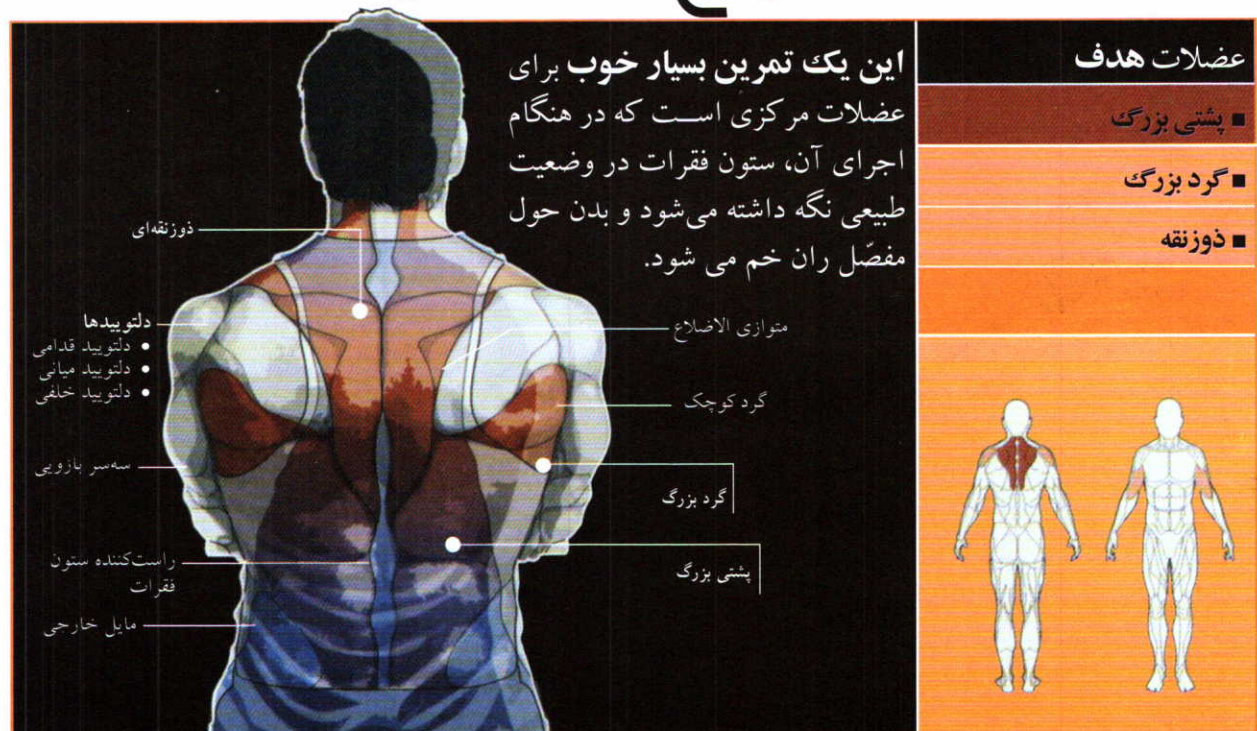 عضلات هدف
■ پشتی بزرگ
■ گرد بزرگ
■ ذوزنقه
این یک تمرین بسیار خوب برای
عضلات مرکزی است که در هنگام
اجرای آن، ستون فقرات در وضعیت
طبیعی نگه داشته می‌شود و بدن حول
مفصّل ران خم می شود.
متوازی الاضلاع
گرد کوچک
گرد بزرگ
پشتی بزرگ
ذوزنقه‌ای
دلتوییدها
• دلتویید قدامی
• دلتویید میانی
• دلتویید خلفی
سه‌سر بازویی
راست‌کننده ستون
فقرات
مایل خارجی